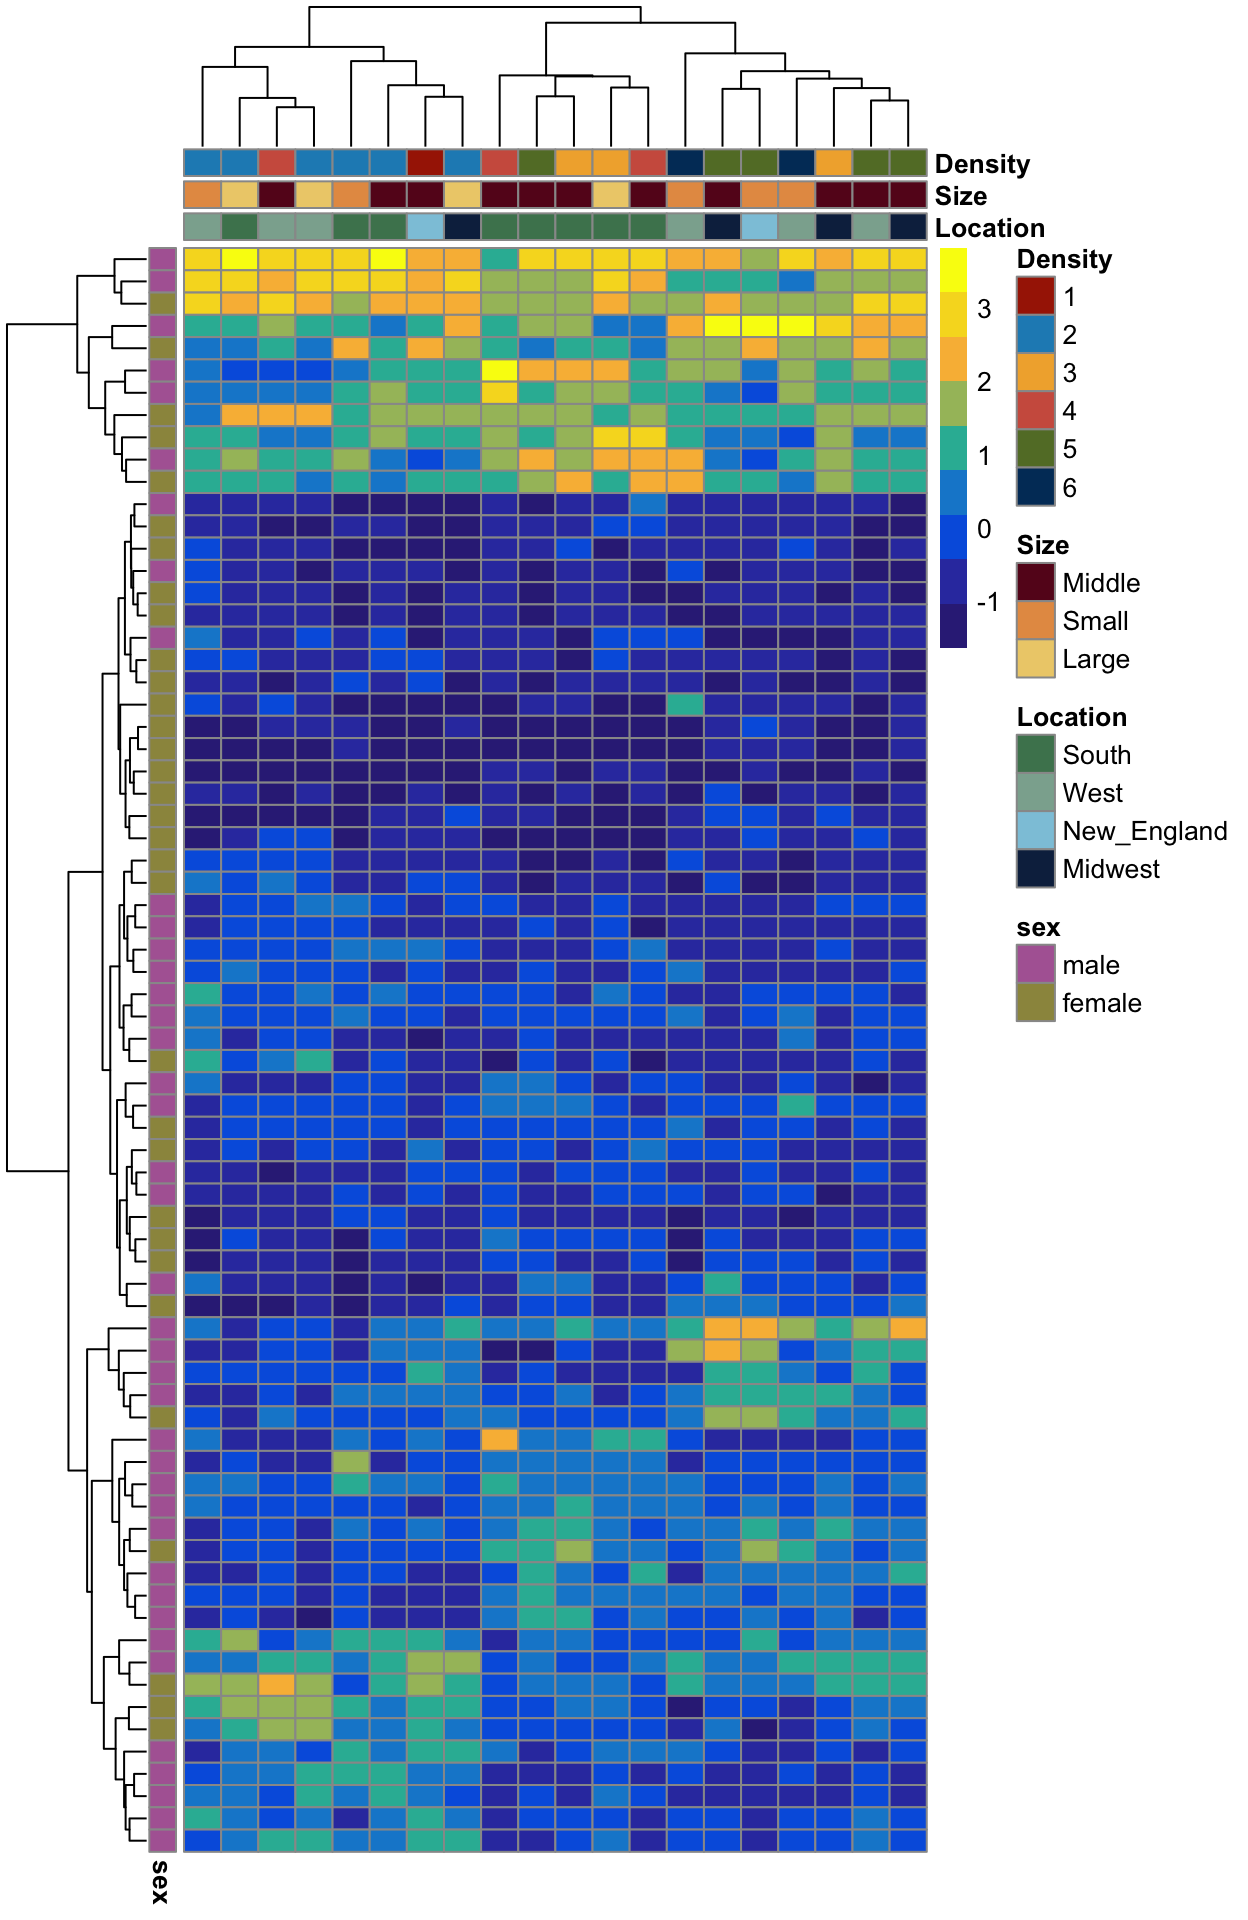 Density
Size
Location
3
2
1
0
-1
Density
1
2
3
4
5
6
Size
Middle
Small
Large
Location
South
West
New_England
Midwest
sex
male
female
sex